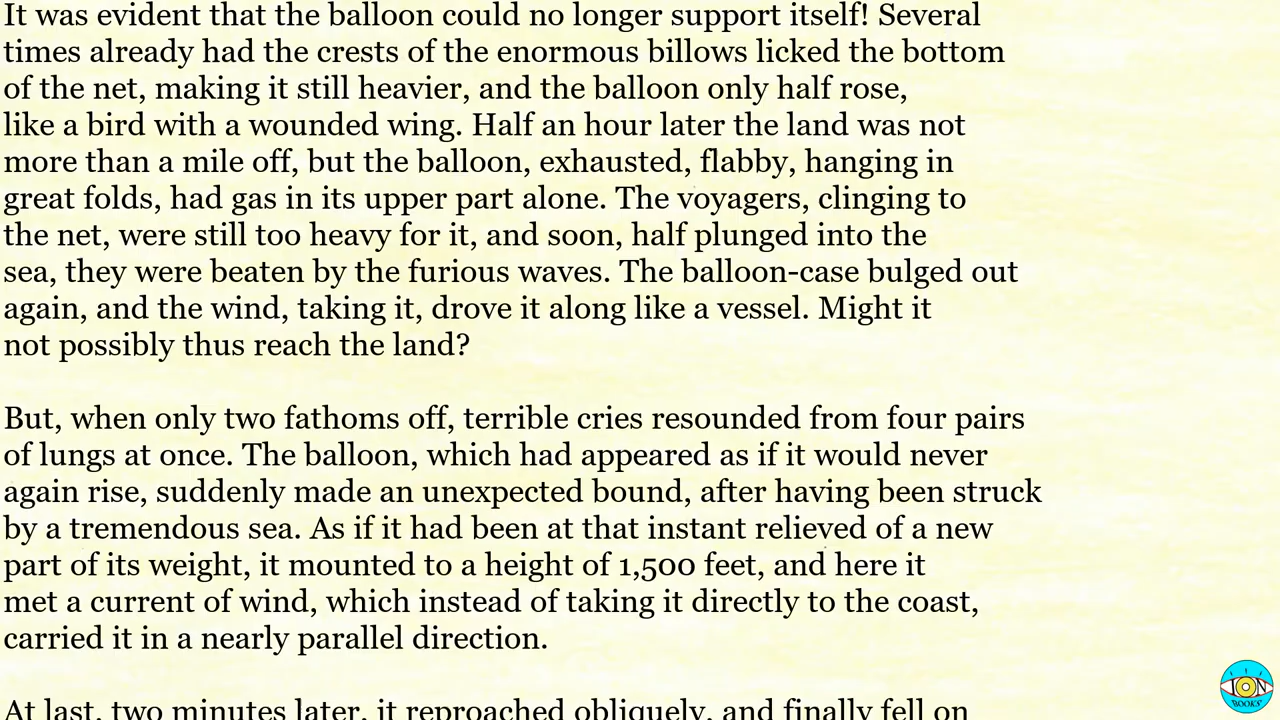 It was evident that the balloon could no longer support itself! Several
times already had the crests of the enormous billows licked the bottom
of the net, making it still heavier, and the balloon only half rose,
like a bird with a wounded wing. Half an hour later the land was not
more than a mile off, but the balloon, exhausted, flabby, hanging in
great folds, had gas in its upper part alone. The voyagers, clinging to
the net, were still too heavy for it, and soon, half plunged into the
sea, they were beaten by the furious waves. The balloon-case bulged out
again, and the wind, taking it, drove it along like a vessel. Might it
not possibly thus reach the land?

But, when only two fathoms off, terrible cries resounded from four pairs
of lungs at once. The balloon, which had appeared as if it would never
again rise, suddenly made an unexpected bound, after having been struck
by a tremendous sea. As if it had been at that instant relieved of a new
part of its weight, it mounted to a height of 1,500 feet, and here it
met a current of wind, which instead of taking it directly to the coast,
carried it in a nearly parallel direction.

At last, two minutes later, it reproached obliquely, and finally fell on
ION
BOOKS